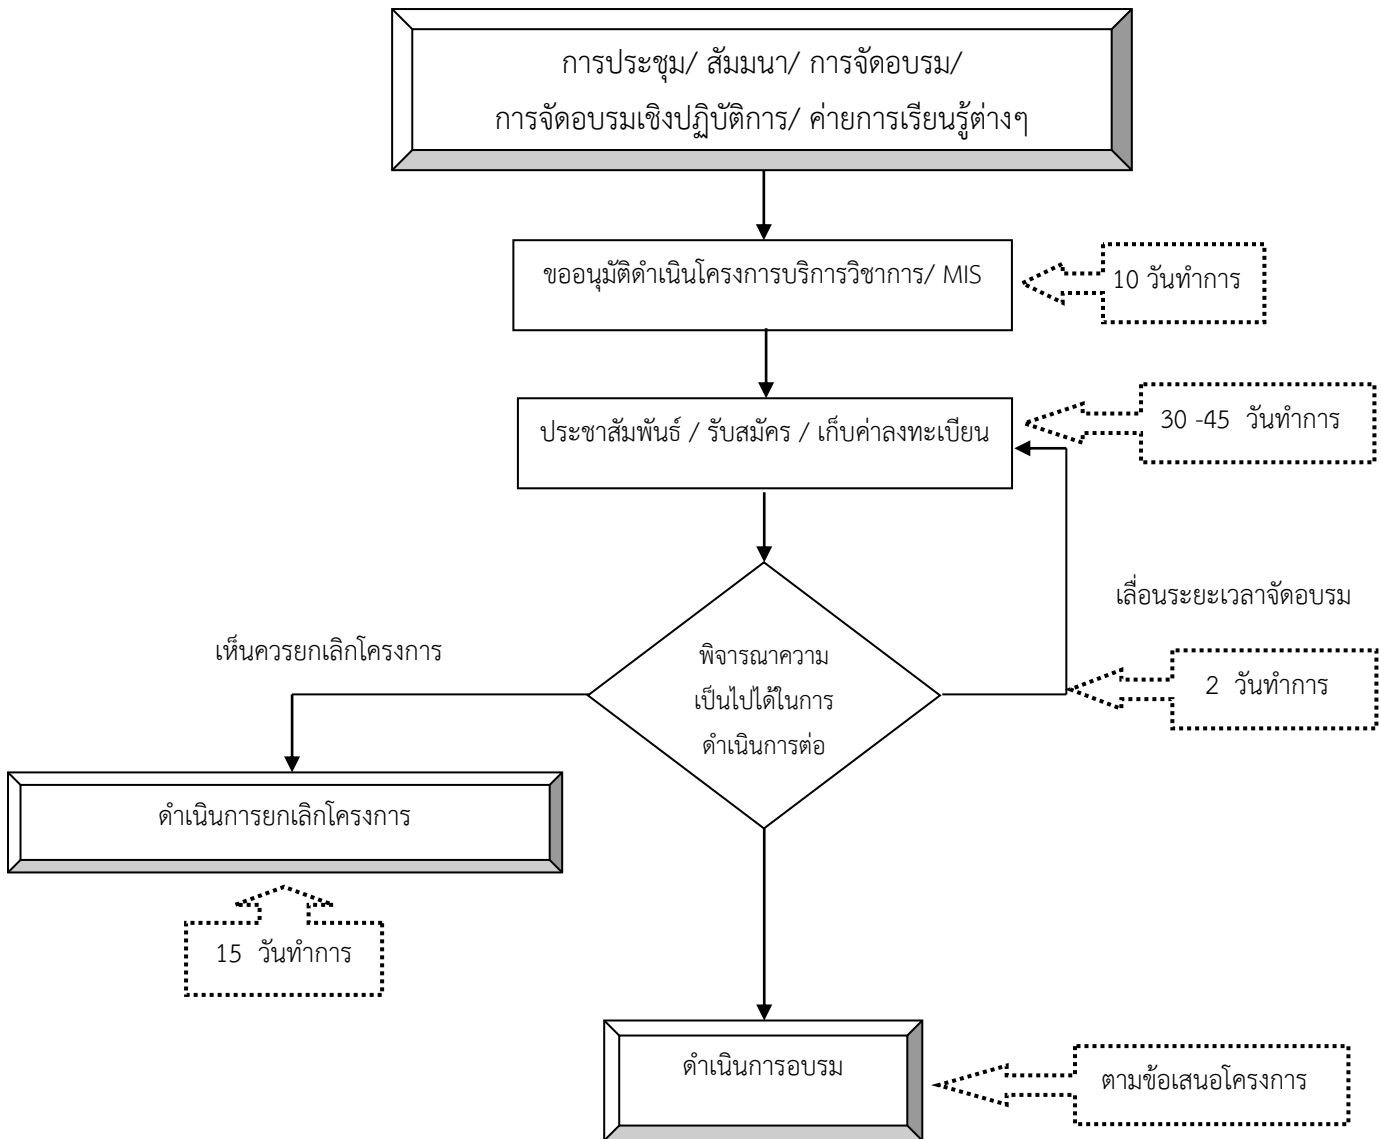 การประชุม/ สัมมนา/ การจัดอบรม/
การจัดอบรมเชิงปฏิบัติการ/ ค่ายการเรียนรู้ต่างๆ
ขออนุมัติดำเนินโครงการบริการวิชาการ/ MIS
10 วันทำการ
ประชาสัมพันธ์ / รับสมัคร / เก็บค่าลงทะเบียน
30 -45 วันทำการ
เลื่อนระยะเวลาจัดอบรม
เห็นควรยกเลิกโครงการ
พิจารณาความ
เป็นไปได้ในการ
ดำเนินการต่อ
2 วันทำการ
ดำเนินการยกเลิกโครงการ
15 วันทำการ
ดำเนินการอบรม
ตามข้อเสนอโครงการ